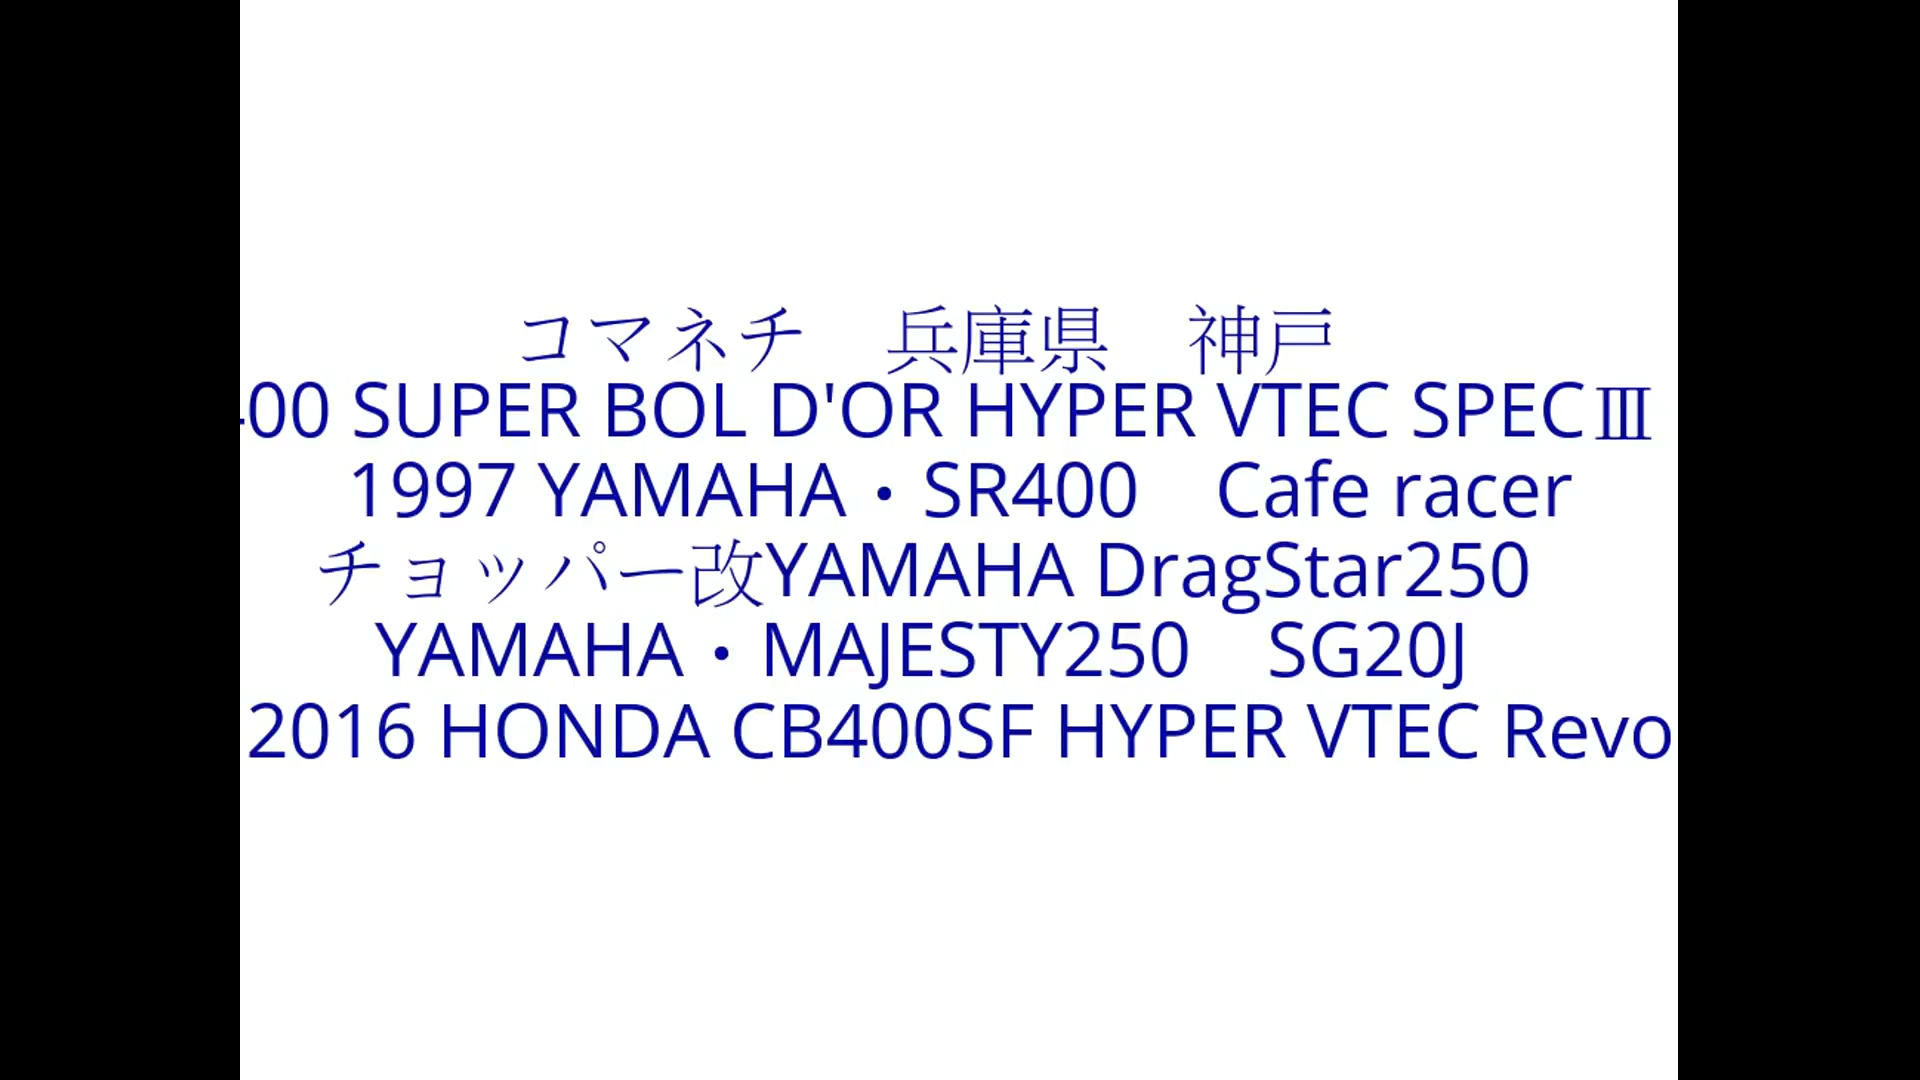 コマネチ　兵庫県　神戸
400 SUPER BOL D'OR HYPER VTEC SPECⅢ
1997 YAMAHA・SR400　Cafe racer
チョッパー改YAMAHA DragStar250
YAMAHA・MAJESTY250　SG20J
2016 HONDA CB400SF HYPER VTEC Revo